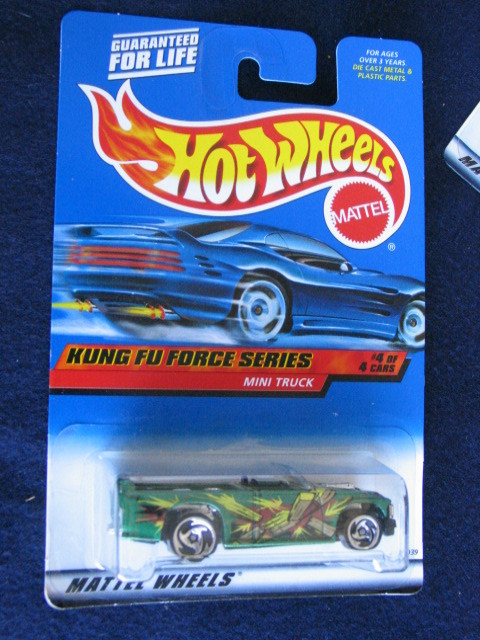 GUARANTEED
FOR LIFE
FOR AGES
OVER 3 YEARS.
DIE CAST METAL &
PLASTIC PARTS.
HOT WHEELS
MATTEL
®
KUNG FU FORCE SERIES
MINI TRUCK
#4 OF
4 CARS
MATTEL WHEELS®